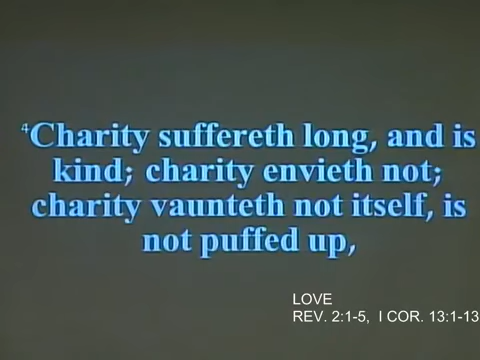 4Charity suffereth long, and is
kind; charity envieth not;
charity vaunteth not itself, is
not puffed up,
LOVE
REV. 2:1-5, I COR. 13:1-13